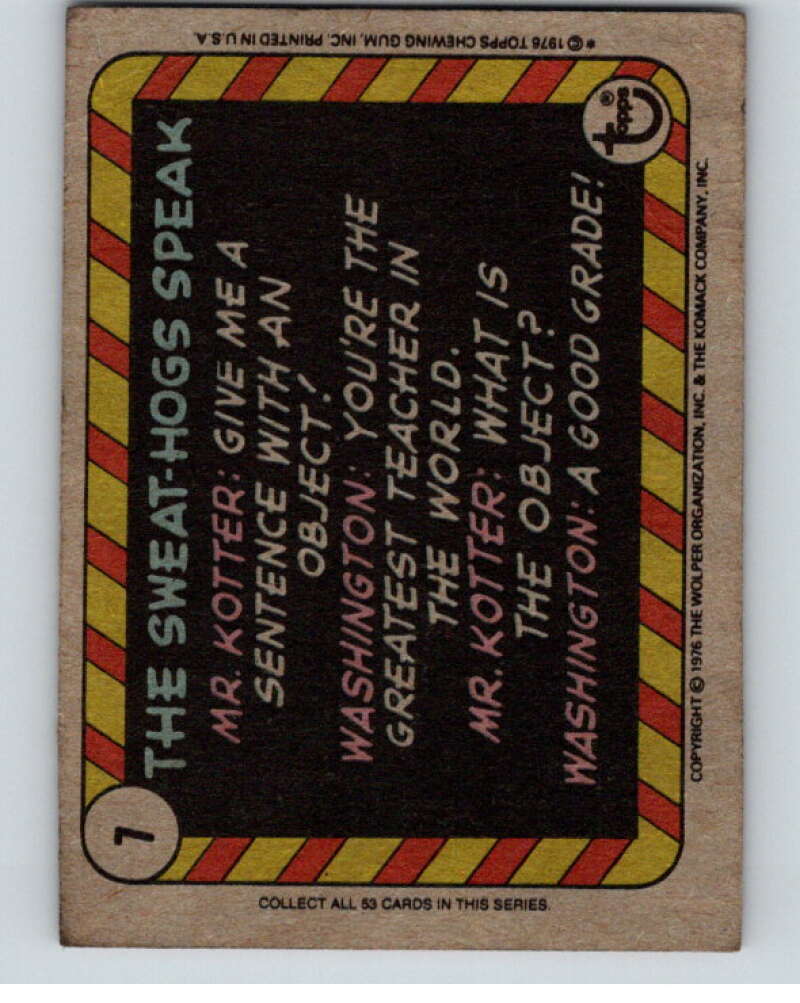 7
THE SWEAT-HOGS SPEAK
MR. KOTTER: GIVE ME A
SENTENCE WITH AN
OBJECT!
WASHINGTON: YOU'RE THE
GREATEST TEACHER IN
THE WORLD.
MR. KOTTER: WHAT IS
THE OBJECT?
WASHINGTON: A GOOD GRADE!
topps®
COPYRIGHT © 1976 THE WOLPER ORGANIZATION, INC. & THE KOMACK COMPANY, INC.
COLLECT ALL 53 CARDS IN THIS SERIES.
*© 1976 TOPPS CHEWING GUM, INC. PRINTED IN U.S.A.